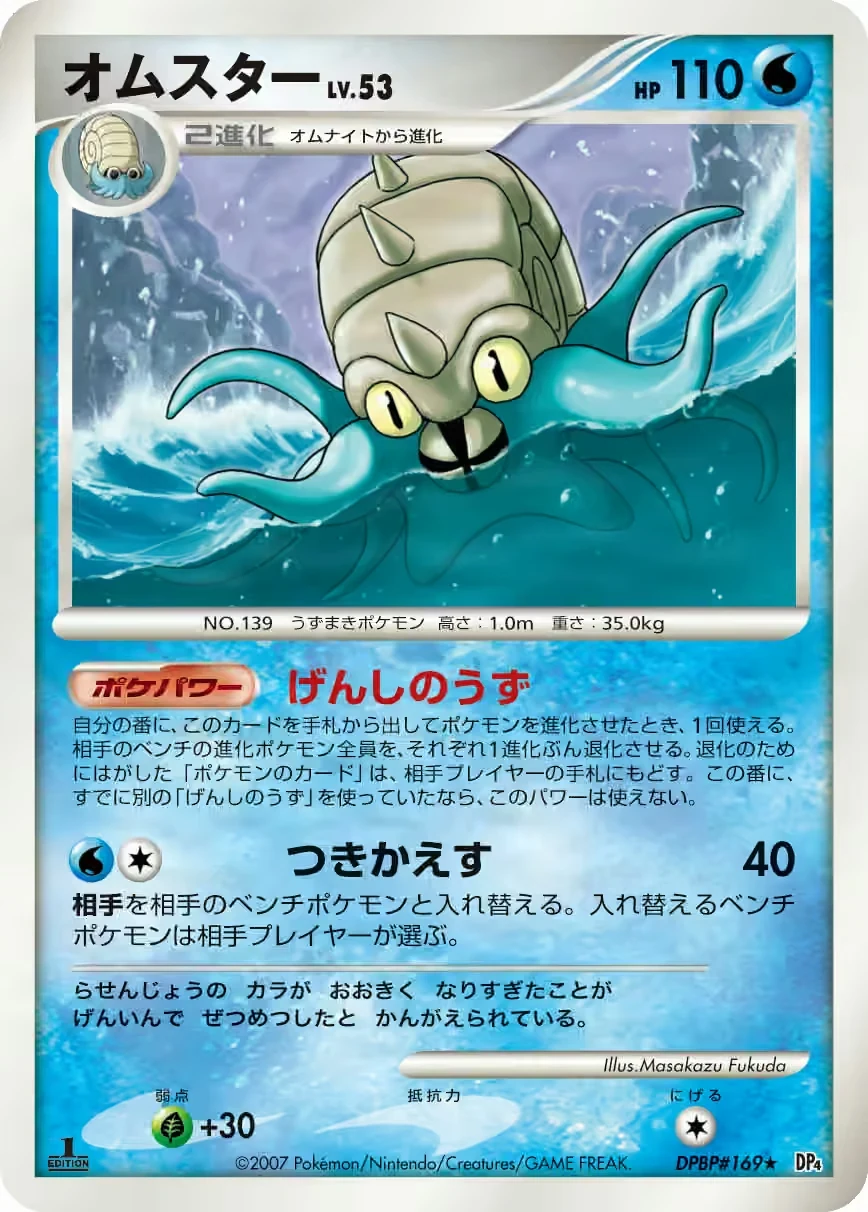 オムスター LV.53 HP 110
2進化 オムナイトから進化
NO.139 うずまきポケモン 高さ：1.0m 重さ：35.0kg
ポケパワー げんしのうず
自分の番に、このカードを手札から出してポケモンを進化させたとき、1回使える。
相手のベンチの進化ポケモン全員を、それぞれ1進化ぶん退化させる。退化のため
にはがした「ポケモンのカード」は、相手プレイヤーの手札にもどす。この番に、
すでに別の「げんしのうず」を使っていたなら、このパワーは使えない。
つきかえす 40
相手を相手のベンチポケモンと入れ替える。入れ替えるベンチ
ポケモンは相手プレイヤーが選ぶ。
らせんじょうの カラが おおきく なりすぎたことが
げんいんで ぜつめつしたと かんがえられている。
Illus.Masakazu Fukuda
弱点 抵抗力 にげる
+30
1 EDITION ©2007 Pokémon/Nintendo/Creatures/GAME FREAK. DPBP#169★ DP4